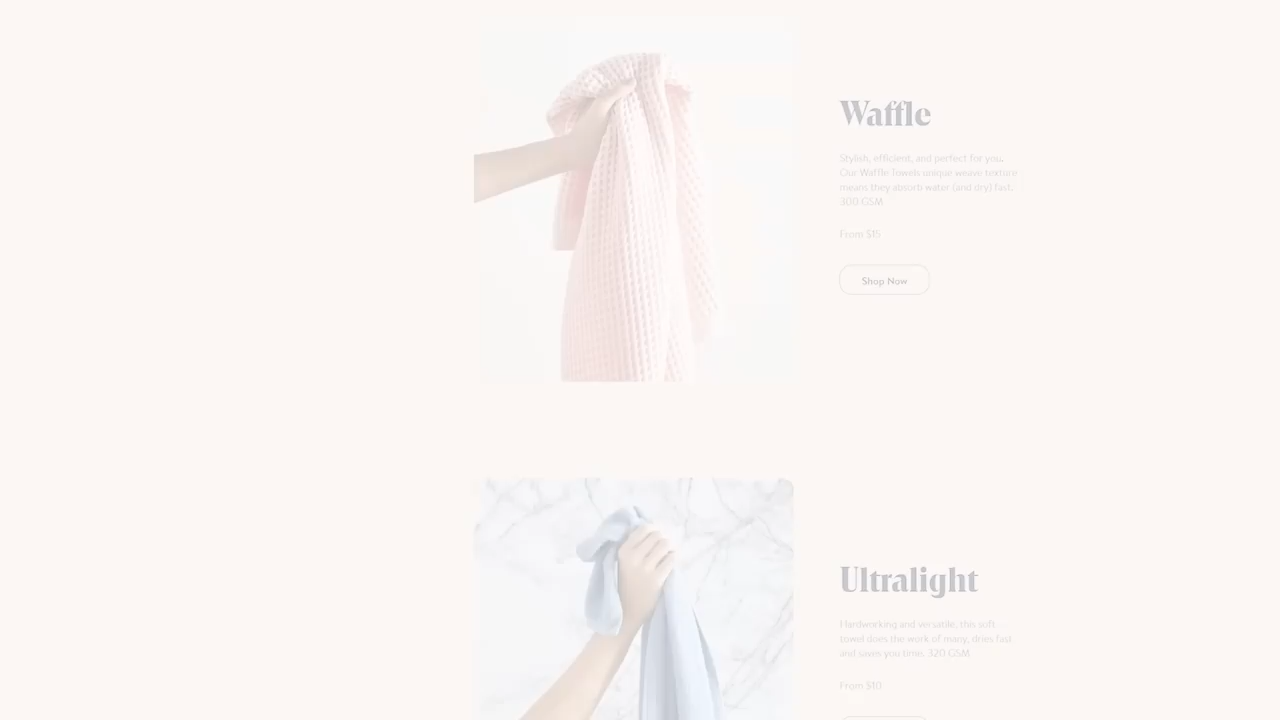 Waffle
Stylish, efficient, and perfect for you.
Our Waffle Towels unique weave texture
means they absorb water (and dry) fast.
300 GSM
From $15
Shop Now
Ultralight
Hardworking and versatile, this soft
towel does the work of many, dries fast
and saves you time. 320 GSM
From $10